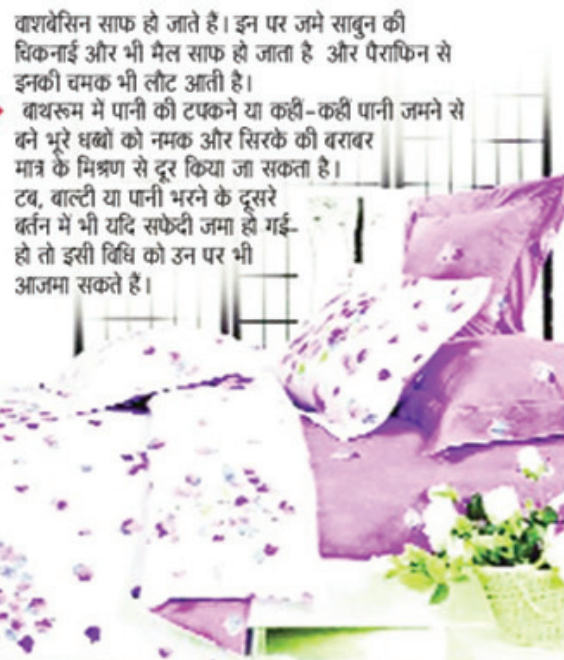 वाशबेसिन साफ हो जाते हैं। इन पर जमे साबुन की
चिकनाई और भी मैल साफ हो जाता है और पैराफिन से
इनकी चमक भी लौट आती है।
बाथरूम में पानी की टपकने या कहीं-कहीं पानी जमने से
बने भूरे धब्बों को नमक और सिरके की बराबर
मात्र के मिश्रण से दूर किया जा सकता है।
टब, बाल्टी या पानी भरने के दूसरे
बर्तन में भी यदि सफेदी जमा हो गई
हो तो इसी विधि को उन पर भी
आजमा सकते हैं।